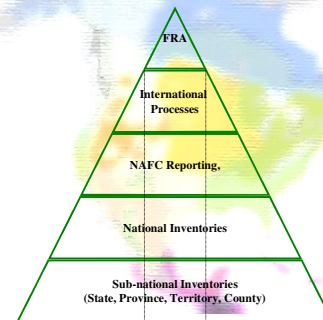 FRA
International
Processes
NAFC Reporting,
National Inventories
Sub-national Inventories
(State, Province, Territory, County)